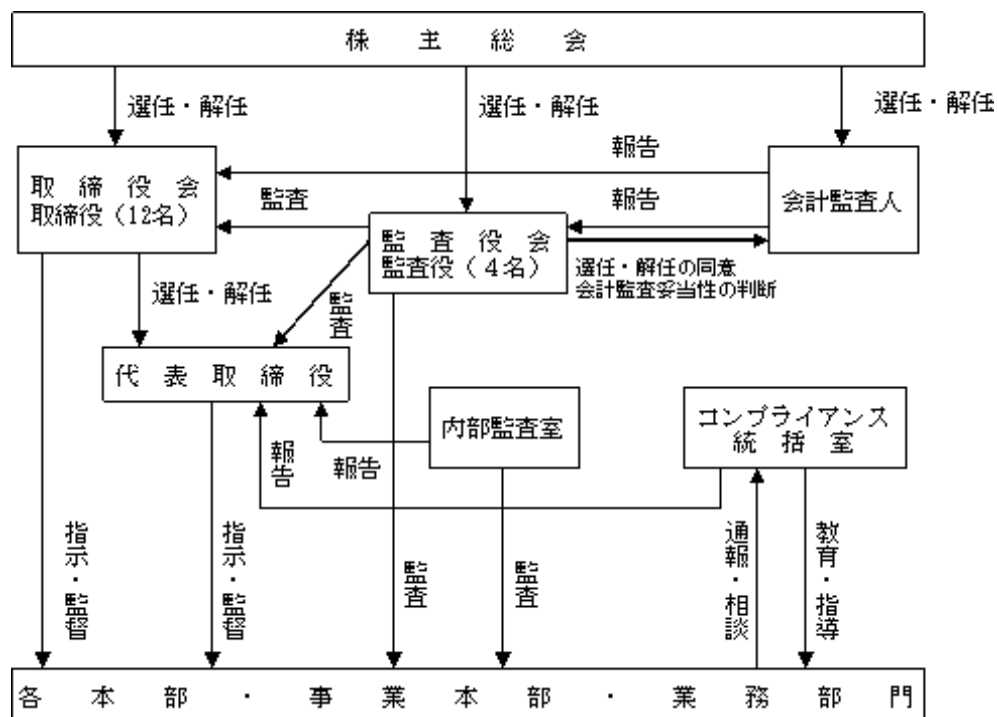 株主総会
選任・解任
選任・解任
選任・解任
報告
取締役会
取締役（12名）
監査
報告
会計監査人
監査役会
監査役（４名）
選任・解任の同意
会計監査妥当性の判断
選任・解任
監査
代表取締役
内部監査室
コンプライアンス
統括室
報告
報告
指示・監督
指示・監督
監査
監査
通報・相談
教育・指導
各本部・事業本部・業務部門